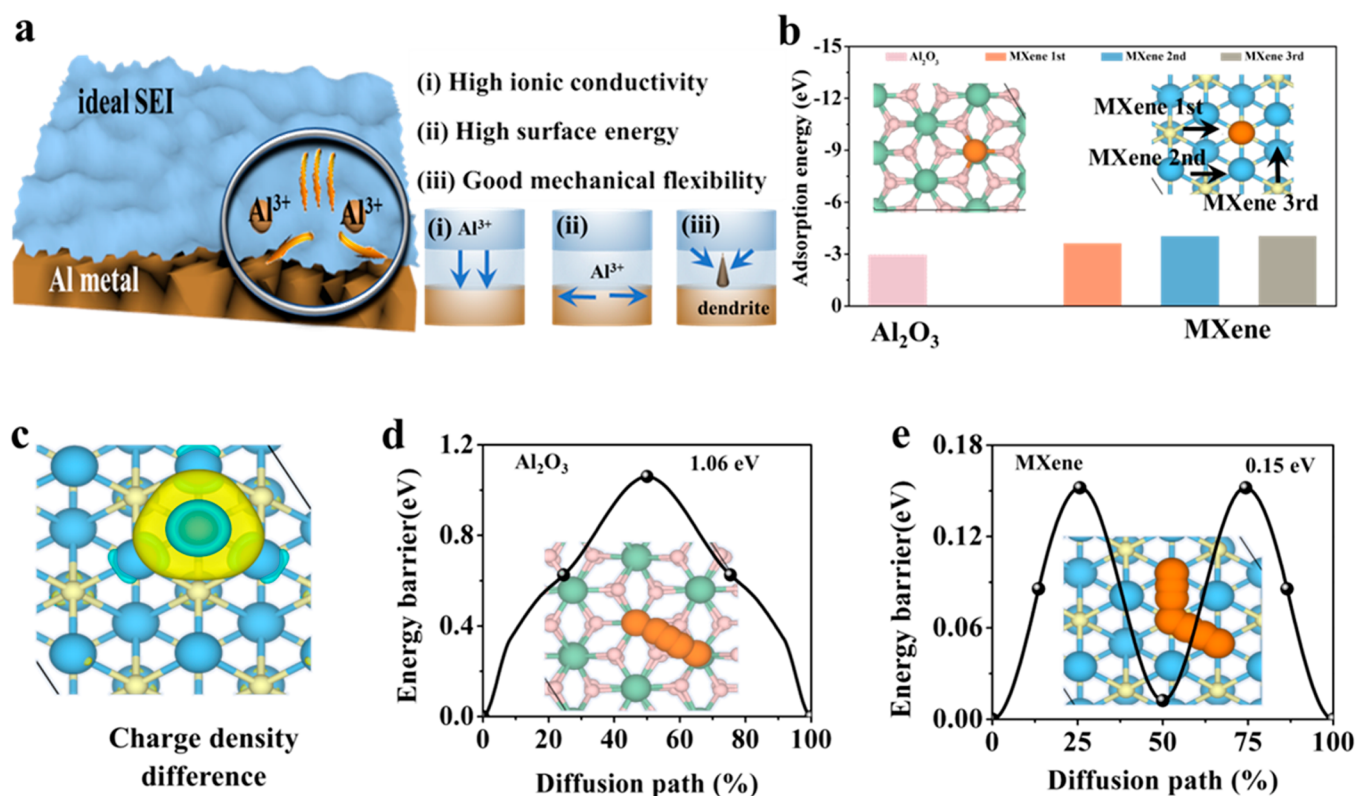 a
ideal SEI
Al³⁺ Al³⁺
Al metal
(i) High ionic conductivity
(ii) High surface energy
(iii) Good mechanical flexibility
(i) Al³⁺
(ii)
Al³⁺
(iii)
dendrite
b
Adsorption energy (eV)
-15
-12
-9
-6
-3
0
Al₂O₃ MXene 1st MXene 2nd MXene 3rd
MXene 1st
MXene 2nd
MXene 3rd
Al₂O₃ MXene
c
Charge density
difference
d
Energy barrier(eV)
1.2
0.8
0.4
0.0
Al₂O₃ 1.06 eV
0 20 40 60 80 100
Diffusion path (%)
e
Energy barrier(eV)
0.18
0.12
0.06
0.00
MXene 0.15 eV
0 25 50 75 100
Diffusion path (%)